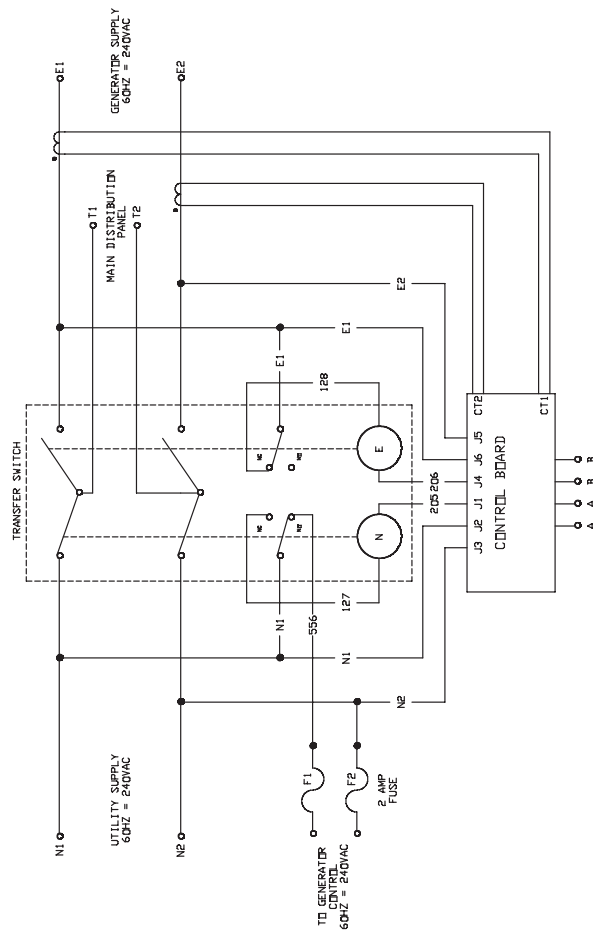 TRANSFER SWITCH
N1
E1
UTILITY SUPPLY
60HZ = 240VAC
T1
MAIN DISTRIBUTION
PANEL
T2
GENERATOR SUPPLY
60HZ = 240VAC
N2
E2
NC
NO
NC
NO
N1
E1
556
F1
128
TO GENERATOR
CONTROL
60HZ = 240VAC
F2
2 AMP
FUSE
127
N1
N
E
E1
N2
E2
205
206
J3
J2
J1
J4
J6
J5
CT2
CONTROL BOARD
CT1
A
A
B
B